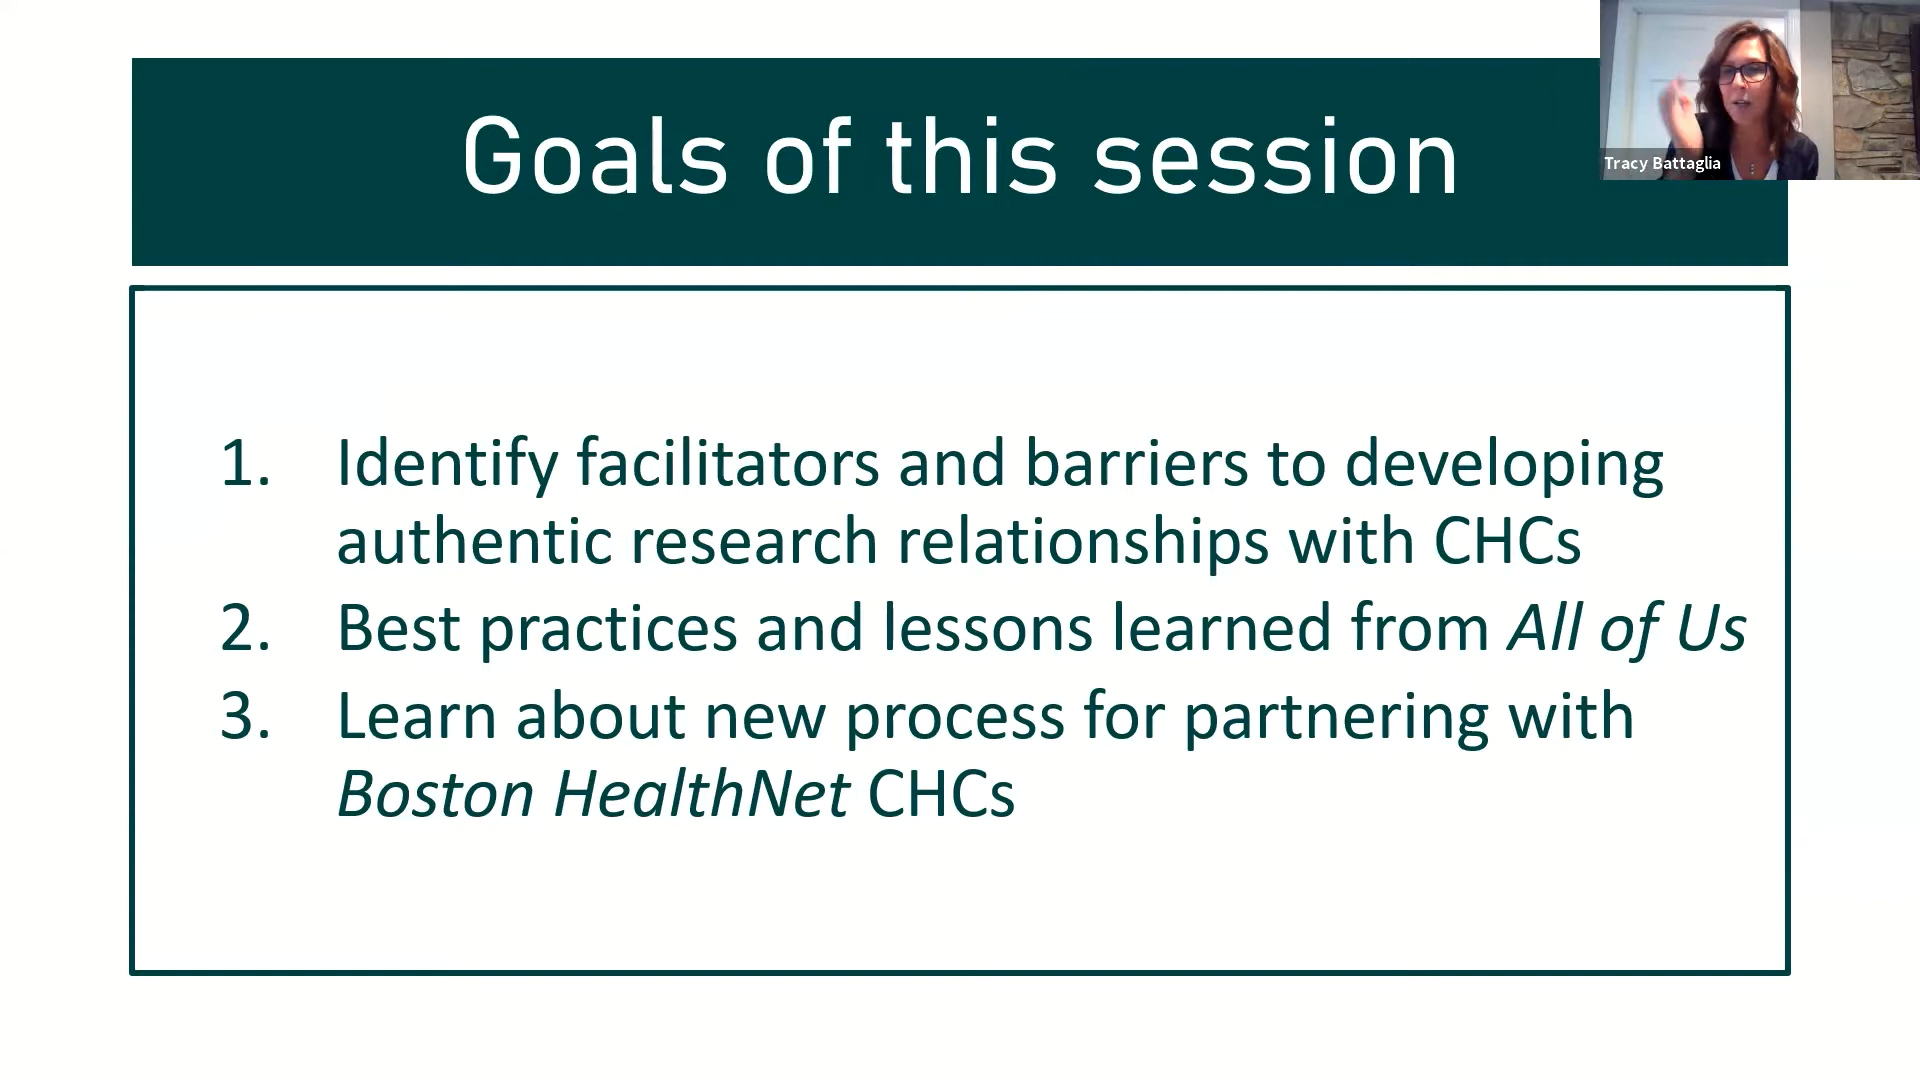 Goals of this session
Tracy Battaglia
1. Identify facilitators and barriers to developing
authentic research relationships with CHCs
2. Best practices and lessons learned from All of Us
3. Learn about new process for partnering with
Boston HealthNet CHCs